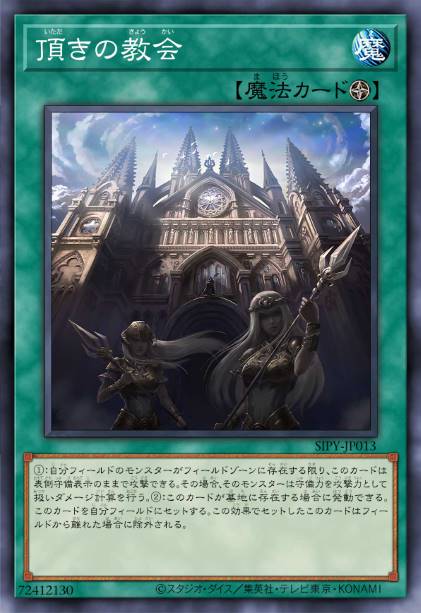 頂きの教会
魔
【魔法カード】
SIPY-JP013
①:自分フィールドのモンスターがフィールドゾーンに存在する限り、このカードは
表側守備表示のままで攻撃できる。その場合、そのモンスターは守備力を攻撃力として
扱いダメージ計算を行う。②:このカードが墓地に存在する場合に発動できる。
このカードを自分フィールドにセットする。この効果でセットしたこのカードはフィー
ルドから離れた場合に除外される。
72412130
©スタジオ・ダイス/集英社・テレビ東京・KONAMI